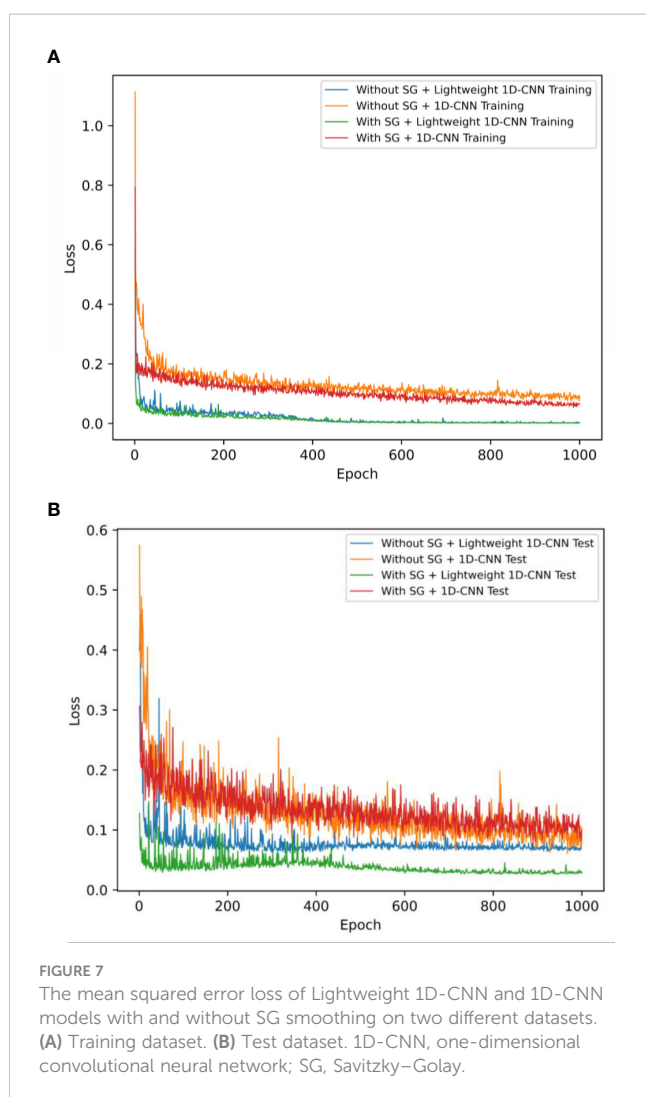 A
Without SG + Lightweight 1D-CNN Training
Without SG + 1D-CNN Training
With SG + Lightweight 1D-CNN Training
With SG + 1D-CNN Training
1.0
0.8
0.6
0.4
0.2
0.0
Loss
0 200 400 600 800 1000
Epoch
B
Without SG + Lightweight 1D-CNN Test
Without SG + 1D-CNN Test
With SG + Lightweight 1D-CNN Test
With SG + 1D-CNN Test
0.6
0.5
0.4
0.3
0.2
0.1
0.0
Loss
0 200 400 600 800 1000
Epoch
FIGURE 7
The mean squared error loss of Lightweight 1D-CNN and 1D-CNN
models with and without SG smoothing on two different datasets.
(A) Training dataset. (B) Test dataset. 1D-CNN, one-dimensional
convolutional neural network; SG, Savitzky–Golay.